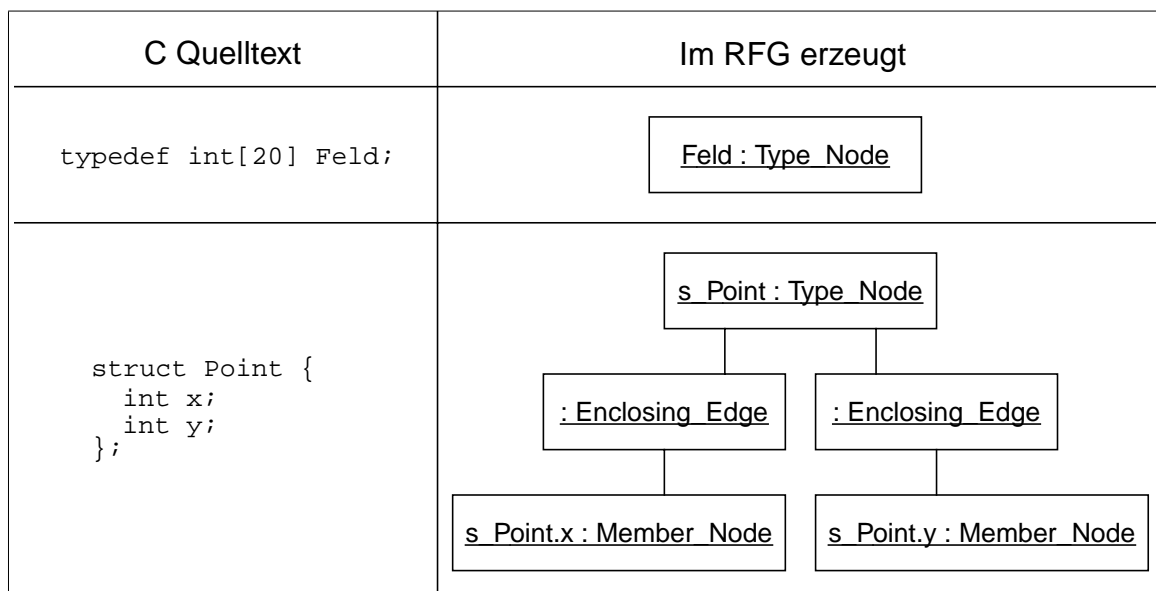 C Quelltext
Im RFG erzeugt
typedef int[20] Feld;
Feld : Type_Node
struct Point {
int x;
int y;
};
s_Point : Type_Node
: Enclosing_Edge
: Enclosing_Edge
s_Point.x : Member_Node
s_Point.y : Member_Node